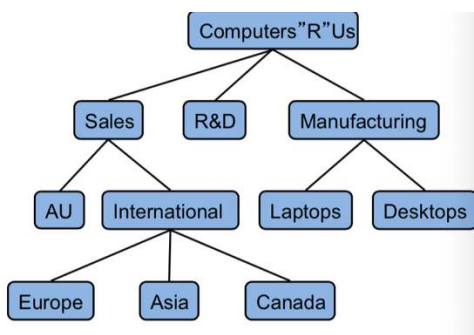 Computers”R”Us
Sales
R&D
Manufacturing
AU
International
Laptops
Desktops
Europe
Asia
Canada